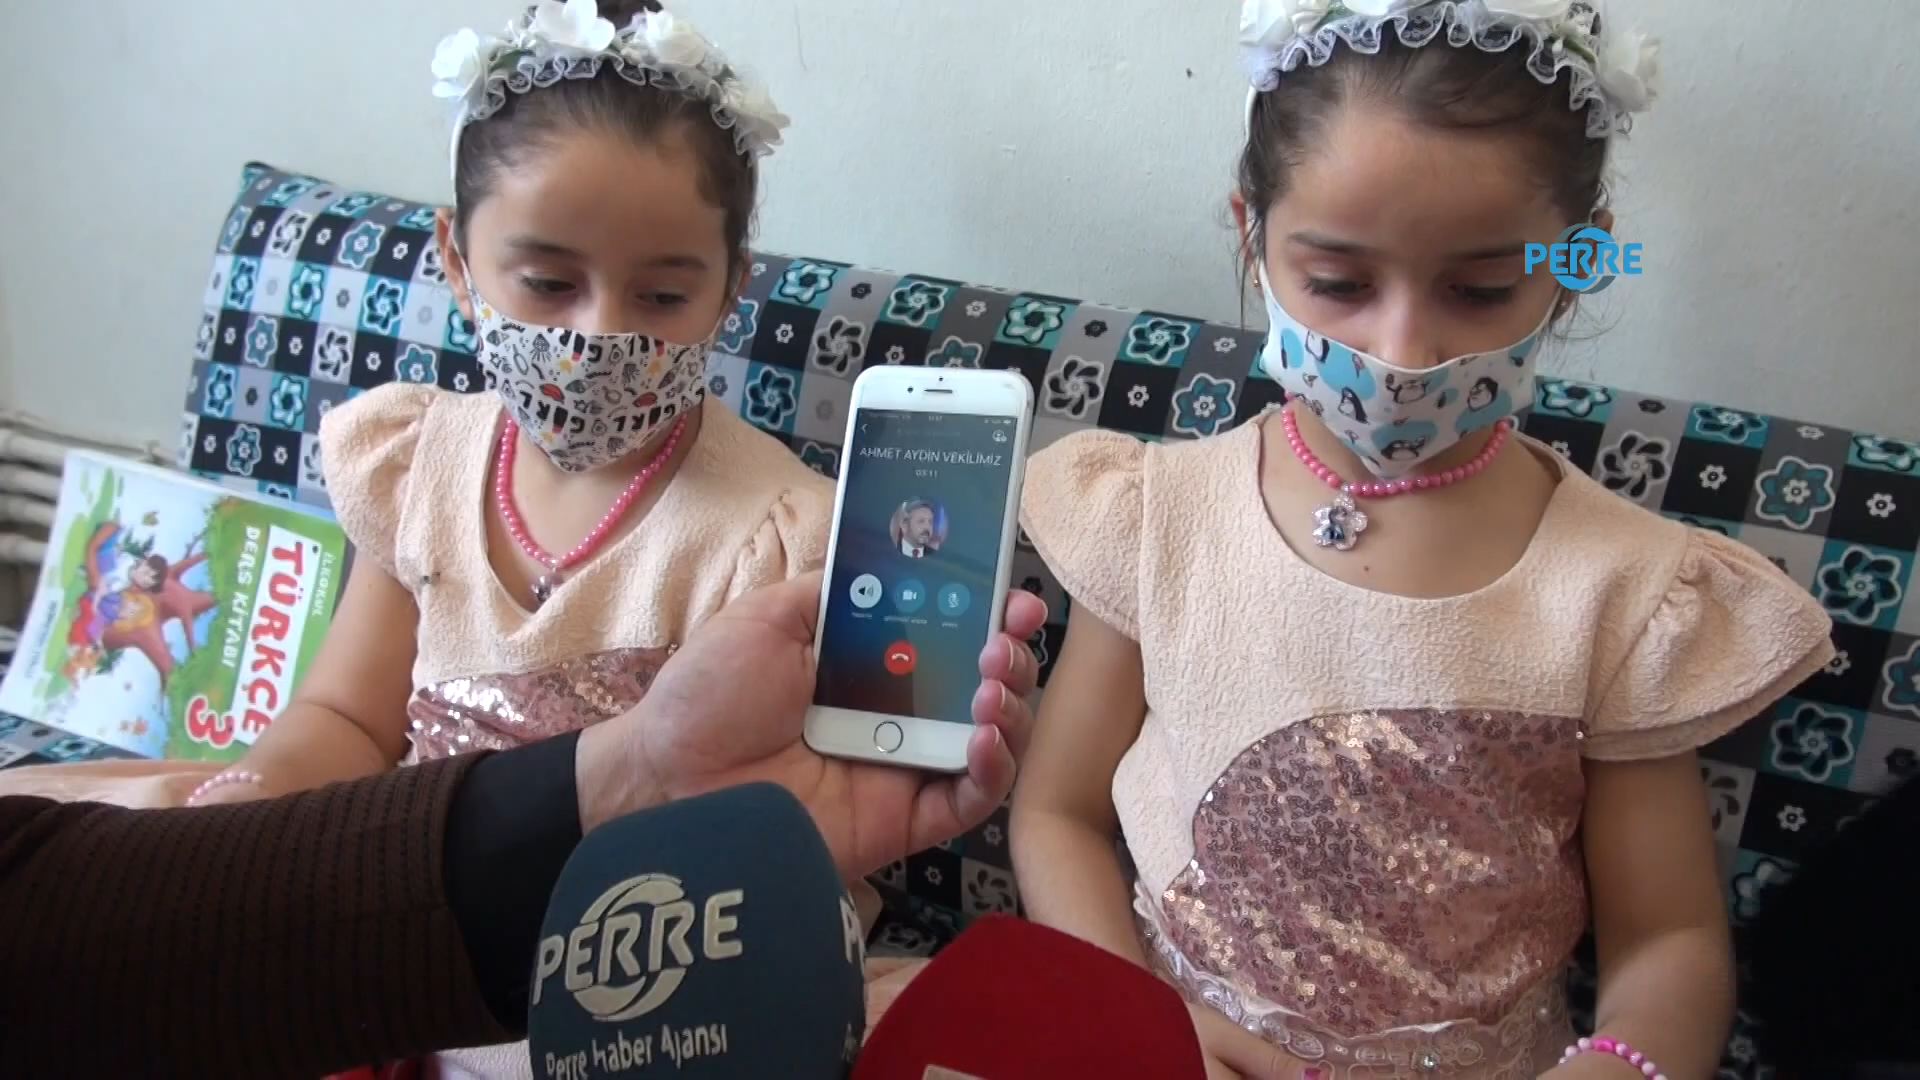 PERRE
AHMET AYDIN VEKİLİMİZ
03:11
İLKOKUL
TÜRKÇE
DERS KİTABI
3
GIRL
GIRL
PERRE
Perre Haber Ajansı